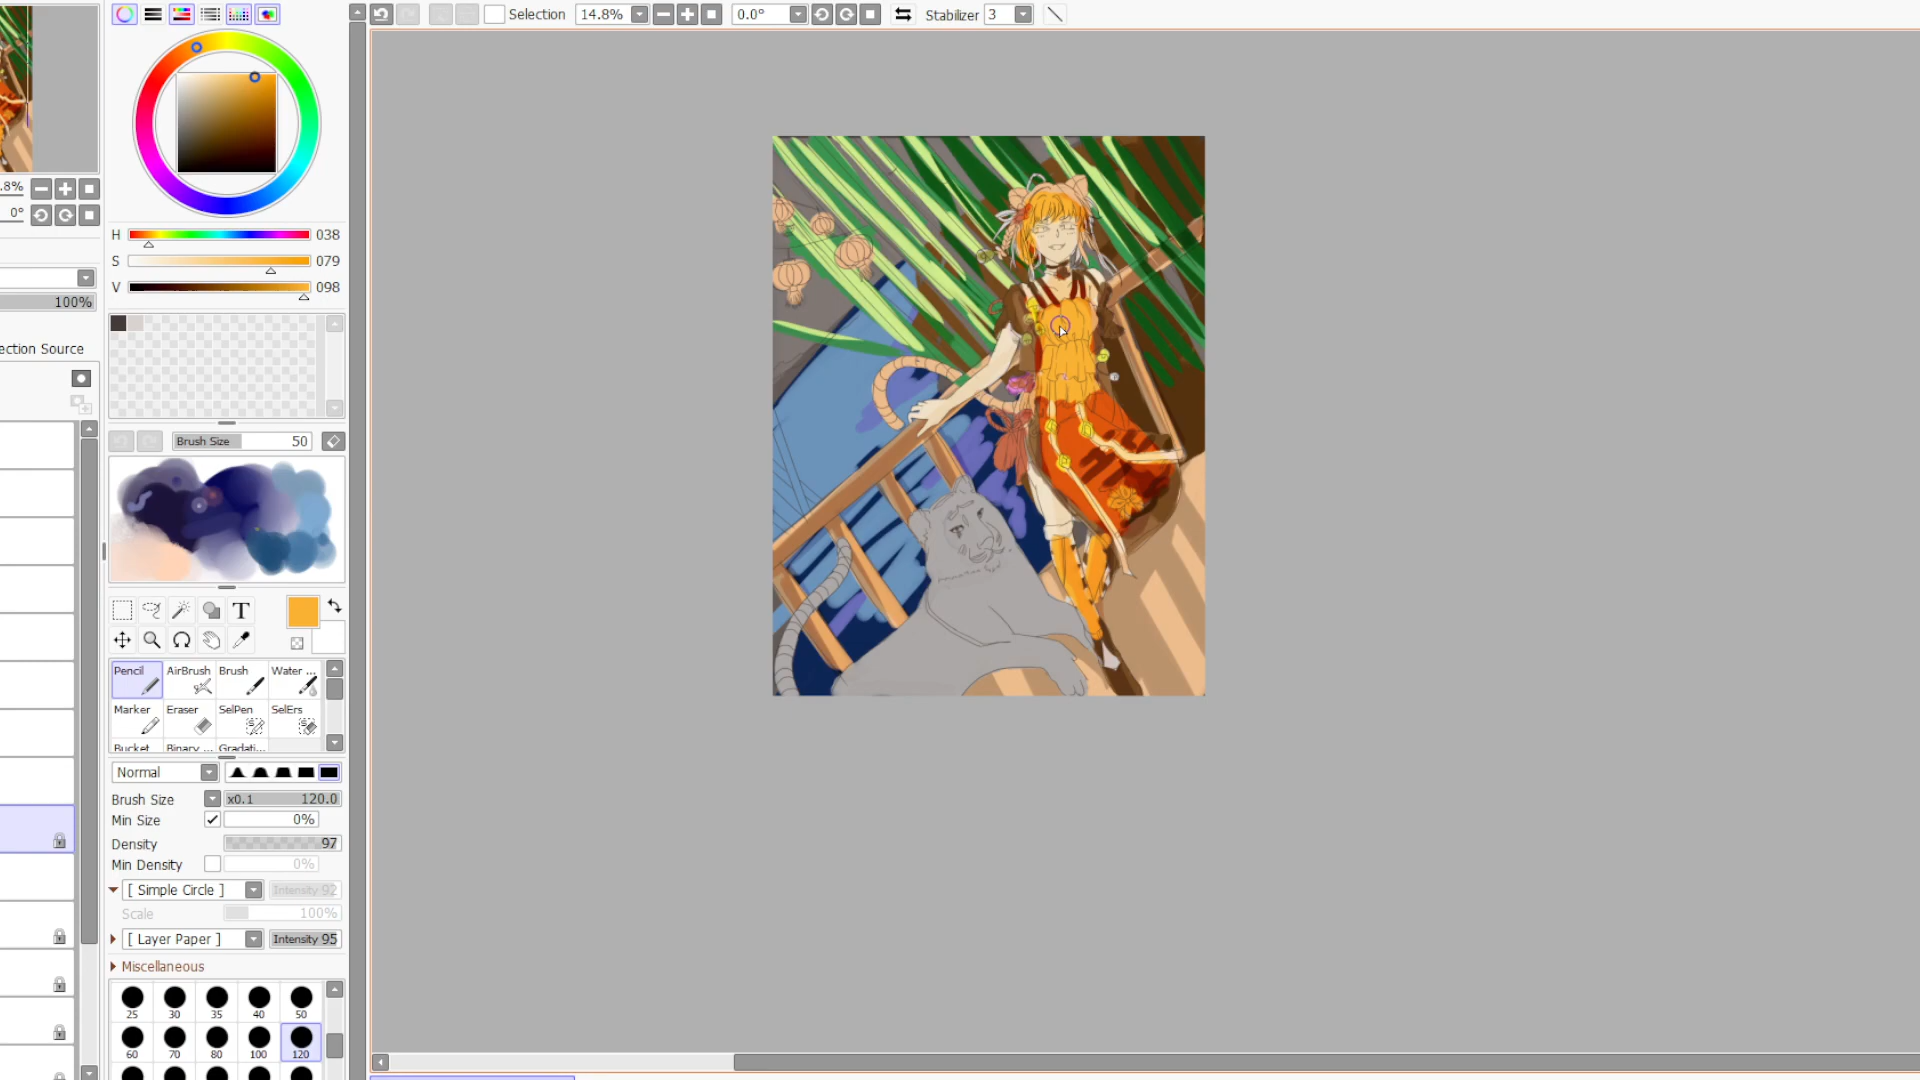 Selection 14.8% 0.0° Stabilizer 3
.8%
0°
H 038
S 079
V 098
100%
ection Source
Brush Size 50
T
Pencil AirBrush Brush Water ...
Marker Eraser SelPen SelErs
Bucket Binary ... Gradati...
Normal
Brush Size x0.1 120.0
Min Size 0%
Density 97
Min Density 0%
[ Simple Circle ] Intensity 92
Scale 100%
[ Layer Paper ] Intensity 95
Miscellaneous
25 30 35 40 50
60 70 80 100 120